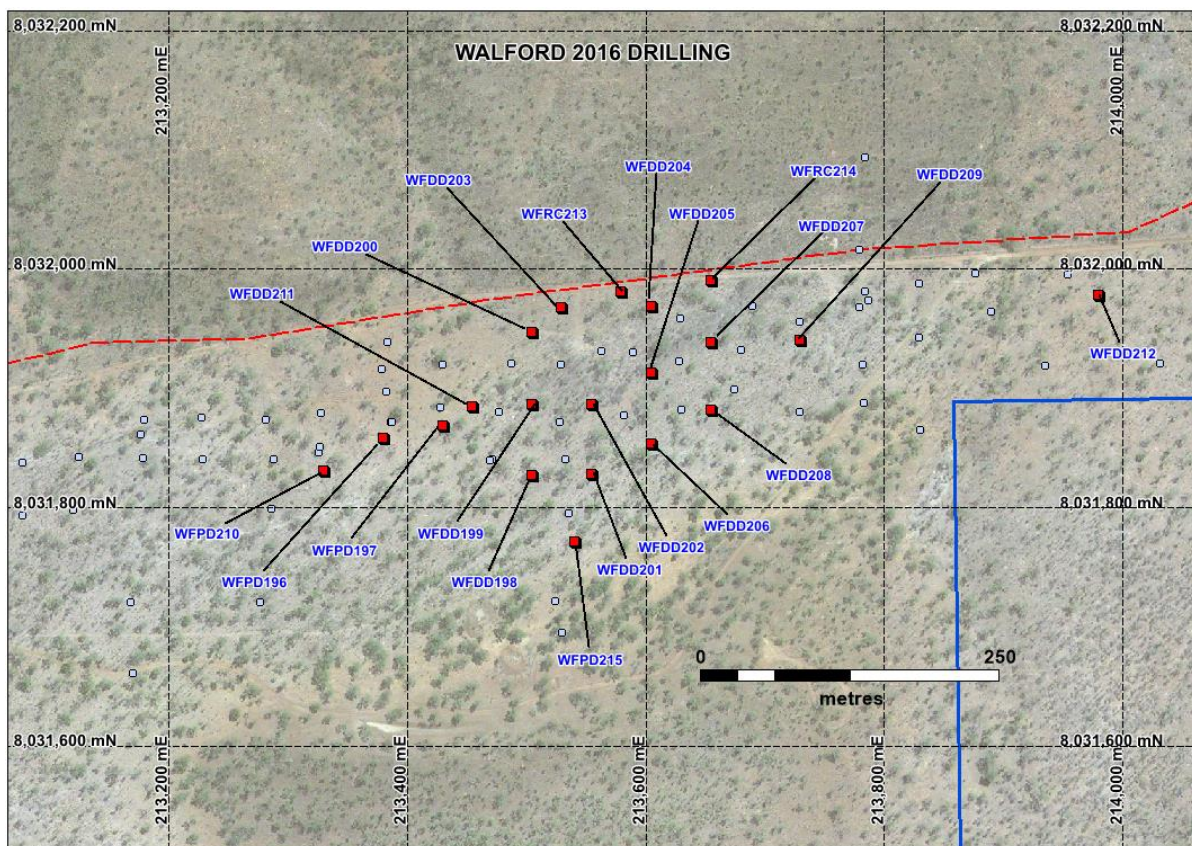 8,032,200 mN
8,032,200 mN
WALFORD 2016 DRILLING
213,200 mE
214,000 mE
WFDD204
WFRC214
WFDD209
WFDD203
WFRC213
WFDD205
WFDD207
WFDD200
8,032,000 mN
8,032,000 mN
WFDD211
WFDD212
WFDD208
8,031,800 mN
8,031,800 mN
WFPD210
WFPD197
WFDD199
WFDD206
WFDD202
WFDD201
WFPD196
WFDD198
WFPD215
0
250
metres
8,031,600 mN
8,031,600 mN
213,200 mE
213,400 mE
213,600 mE
213,800 mE
214,000 mE